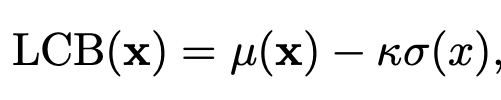 LCB(𝐱) = μ(𝐱) − κσ(x),